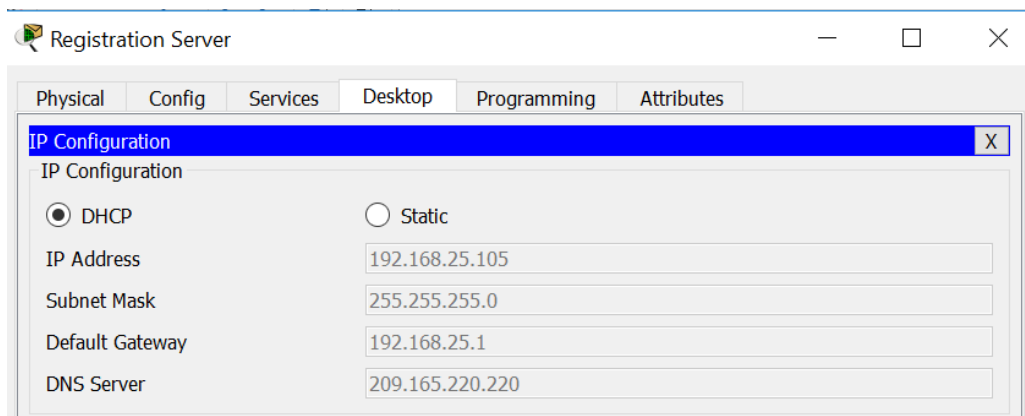 Registration Server
Physical Config Services Desktop Programming Attributes
IP Configuration X
IP Configuration
DHCP Static
IP Address 192.168.25.105
Subnet Mask 255.255.255.0
Default Gateway 192.168.25.1
DNS Server 209.165.220.220